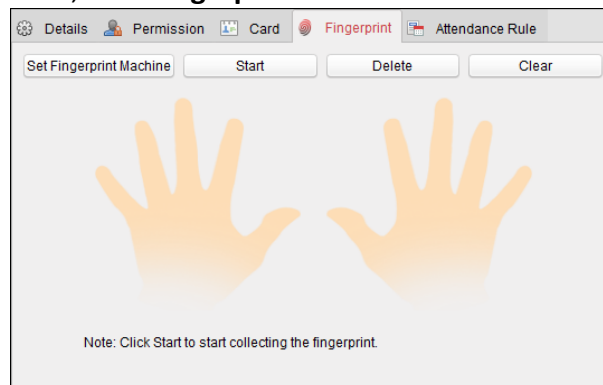 Details Permission Card Fingerprint Attendance Rule
Set Fingerprint Machine Start Delete Clear
Note: Click Start to start collecting the fingerprint.